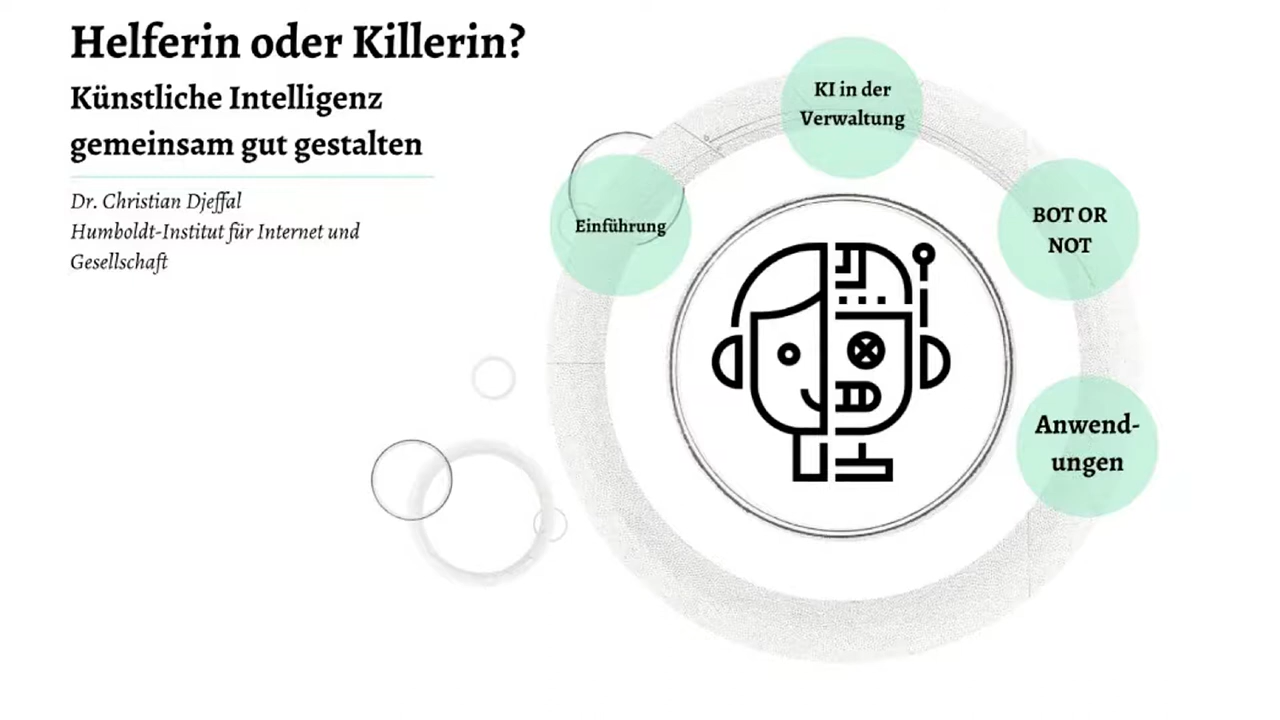 Helferin oder Killerin?
Künstliche Intelligenz
gemeinsam gut gestalten
Dr. Christian Djeffal
Humboldt-Institut für Internet und
Gesellschaft
Einführung
KI in der
Verwaltung
BOT OR
NOT
Anwend-
ungen